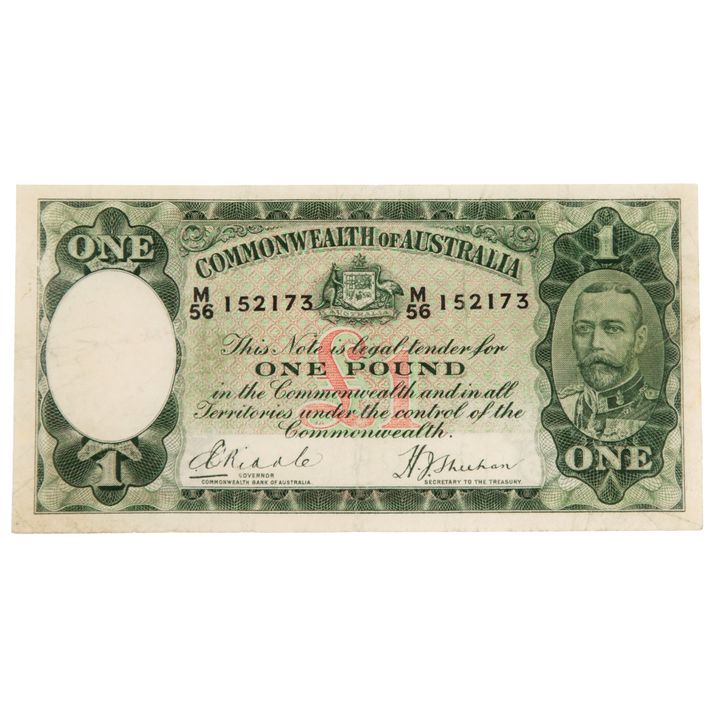 ONE
COMMONWEALTH OF AUSTRALIA
1
M/56 152173 M/56 152173
AUSTRALIA
£1
This Note is legal tender for
ONE POUND
in the Commonwealth and in all
Territories under the control of the
Commonwealth.
1
E Riddle
GOVERNOR
COMMONWEALTH BANK OF AUSTRALIA.
H.J. Sheehan
SECRETARY TO THE TREASURY.
ONE